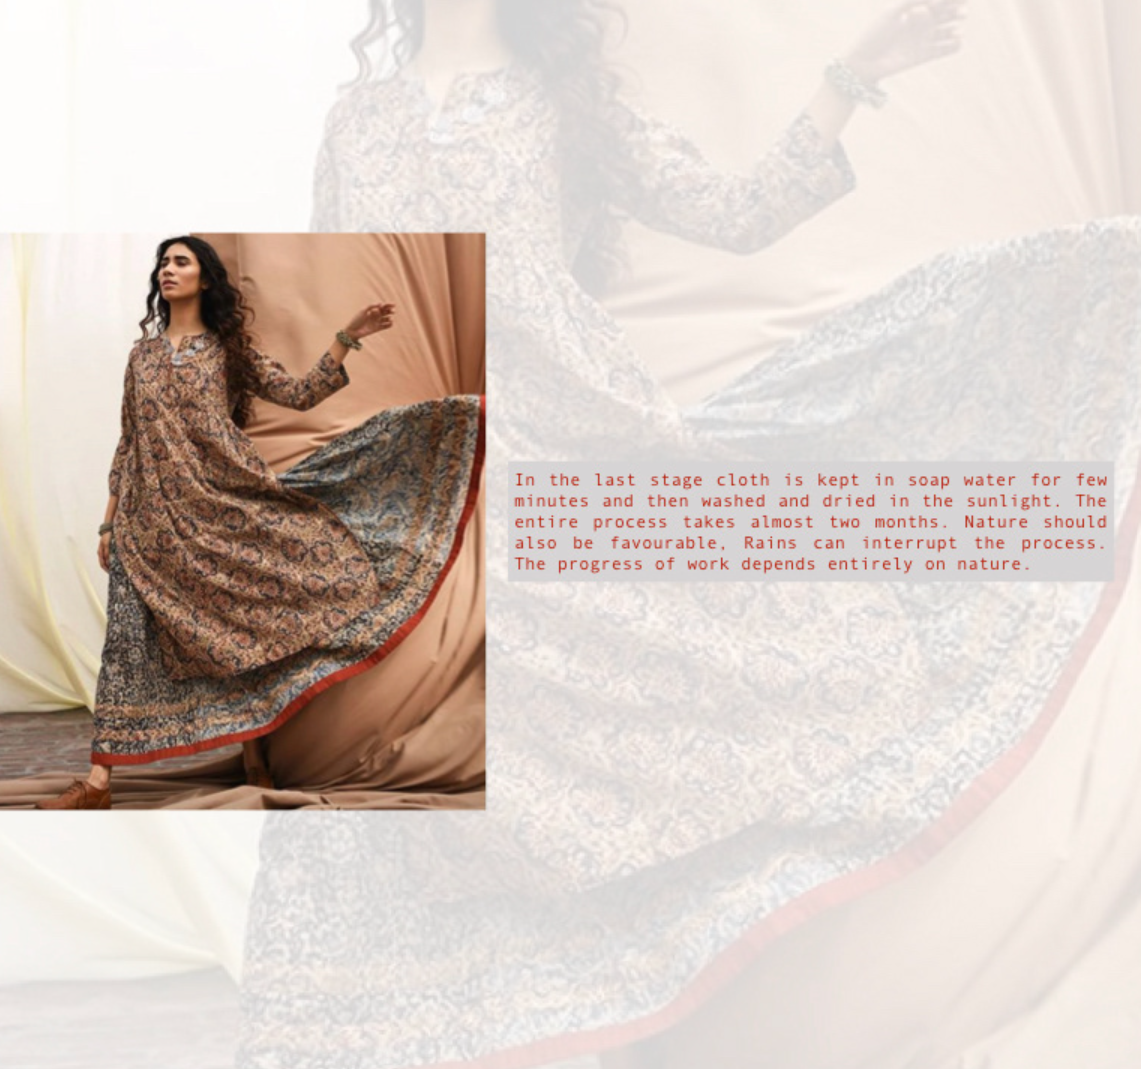 In the last stage cloth is kept in soap water for few
minutes and then washed and dried in the sunlight. The
entire process takes almost two months. Nature should
also be favourable, Rains can interrupt the process.
The progress of work depends entirely on nature.